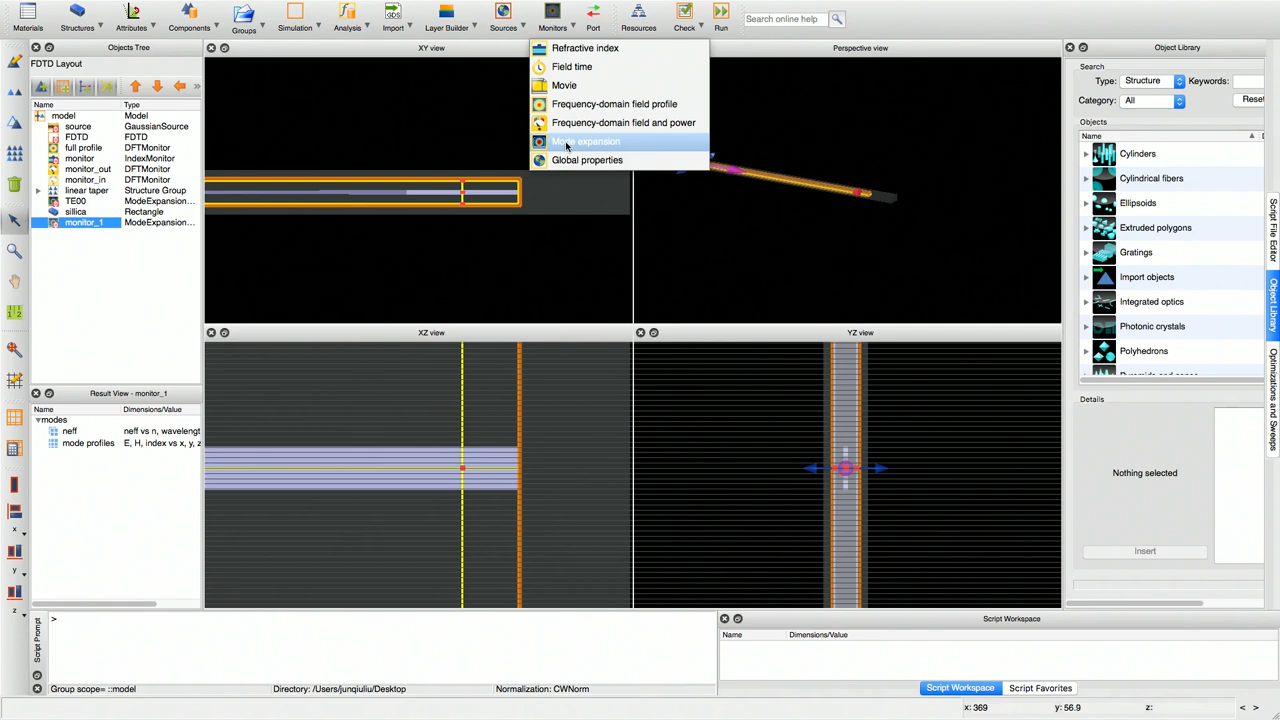 Materials Structures Attributes Components Groups Simulation Analysis Import Layer Builder Sources Monitors Port Resources Check Run
GDS
Search online help
Objects Tree
FDTD Layout
Name Type
model Model
source GaussianSource
FDTD FDTD
full profile DFTMonitor
monitor IndexMonitor
monitor_out DFTMonitor
monitor_in DFTMonitor
linear taper Structure Group
TE00 ModeExpansion...
sillica Rectangle
monitor_1 ModeExpansion...
XY view
Refractive index
Field time
Movie
Frequency-domain field profile
Frequency-domain field and power
Mode expansion
Global properties
Perspective view
XZ view
YZ view
Object Library
Search
Type: Structure Keywords:
Category: All Reset
Objects
Name
Cylinders
Cylindrical fibers
Ellipsoids
Extruded polygons
Gratings
Import objects
Integrated optics
Photonic crystals
Polyhedrons
Details
Nothing selected
Insert
Script File Editor
Object Library
Optimizations and Sweeps
x
y
z
Result View - monitor_1
Name Dimensions/Value
modes
neff neff vs n, wavelengt
mode profiles E, H, index vs x, y, z
Script Prompt
>
Group scope= ::model Directory: /Users/junqiuliu/Desktop Normalization: CWNorm
Script Workspace
Name Dimensions/Value
Script Workspace Script Favorites
x: 369 y: 56.9 z: < >